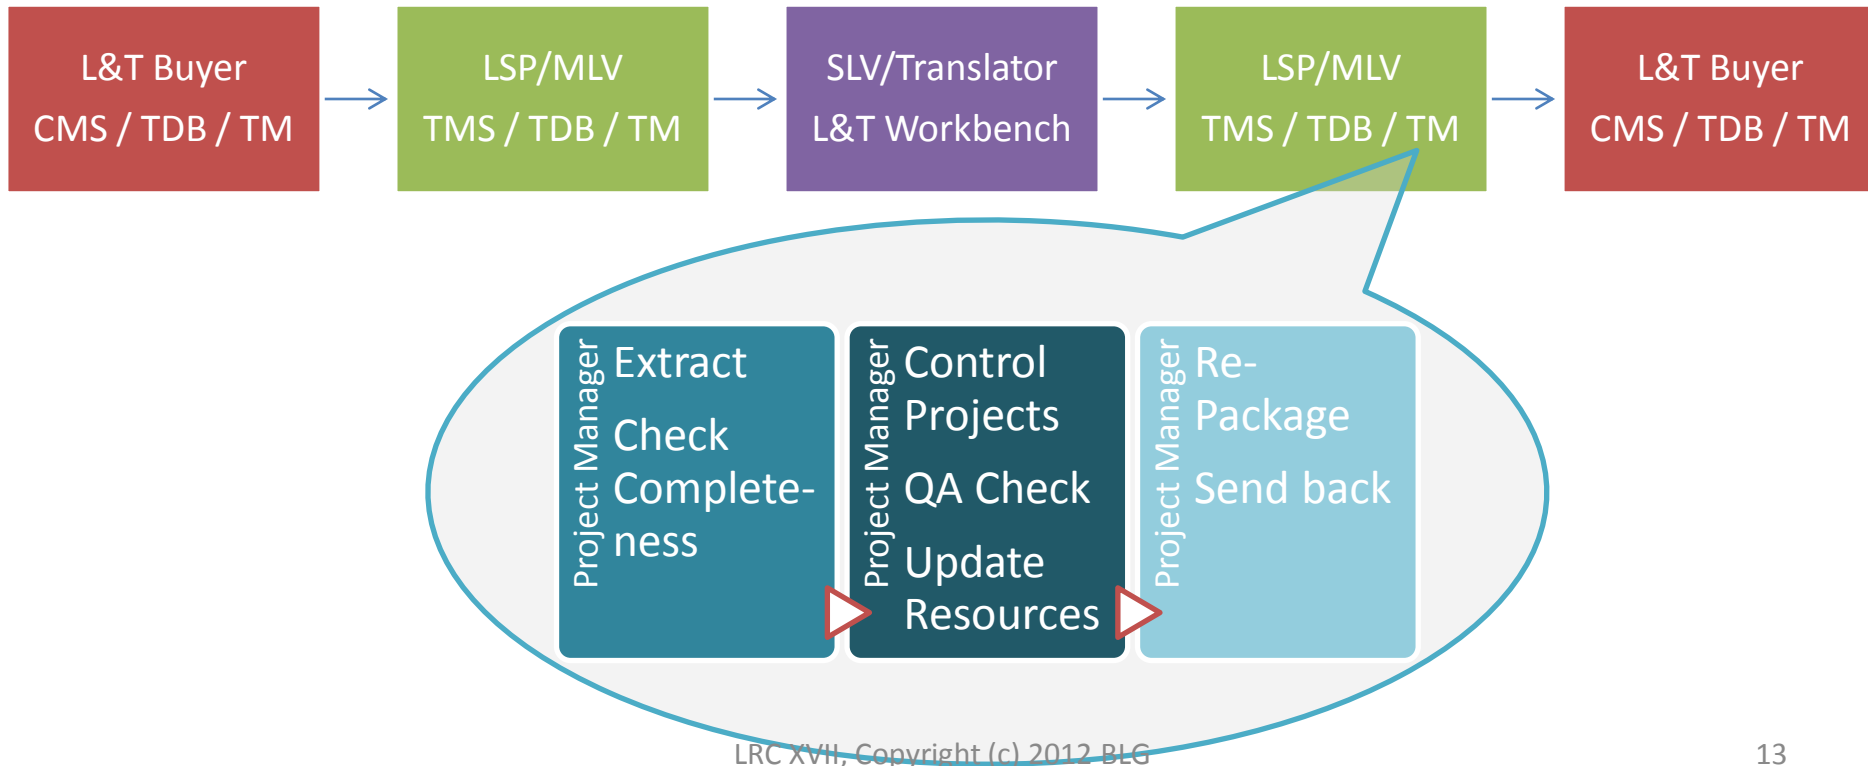 L&T Buyer
CMS / TDB / TM
LSP/MLV
TMS / TDB / TM
SLV/Translator
L&T Workbench
LSP/MLV
TMS / TDB / TM
L&T Buyer
CMS / TDB / TM
Project Manager
Extract
Check
Complete-
ness
Project Manager
Control
Projects
QA Check
Update
Resources
Project Manager
Re-
Package
Send back
LRC XVII, Copyright (c) 2012 BLG
13